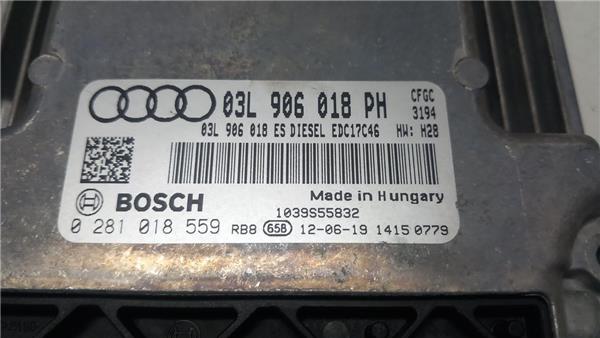 03L 906 018 PH CFGC
3194
03L 906 018 ES DIESEL EDC17C46 HW: H28
BOSCH Made in Hungary
1039S55832
0 281 018 559 RB8 65B 12-06-19 1415 0779